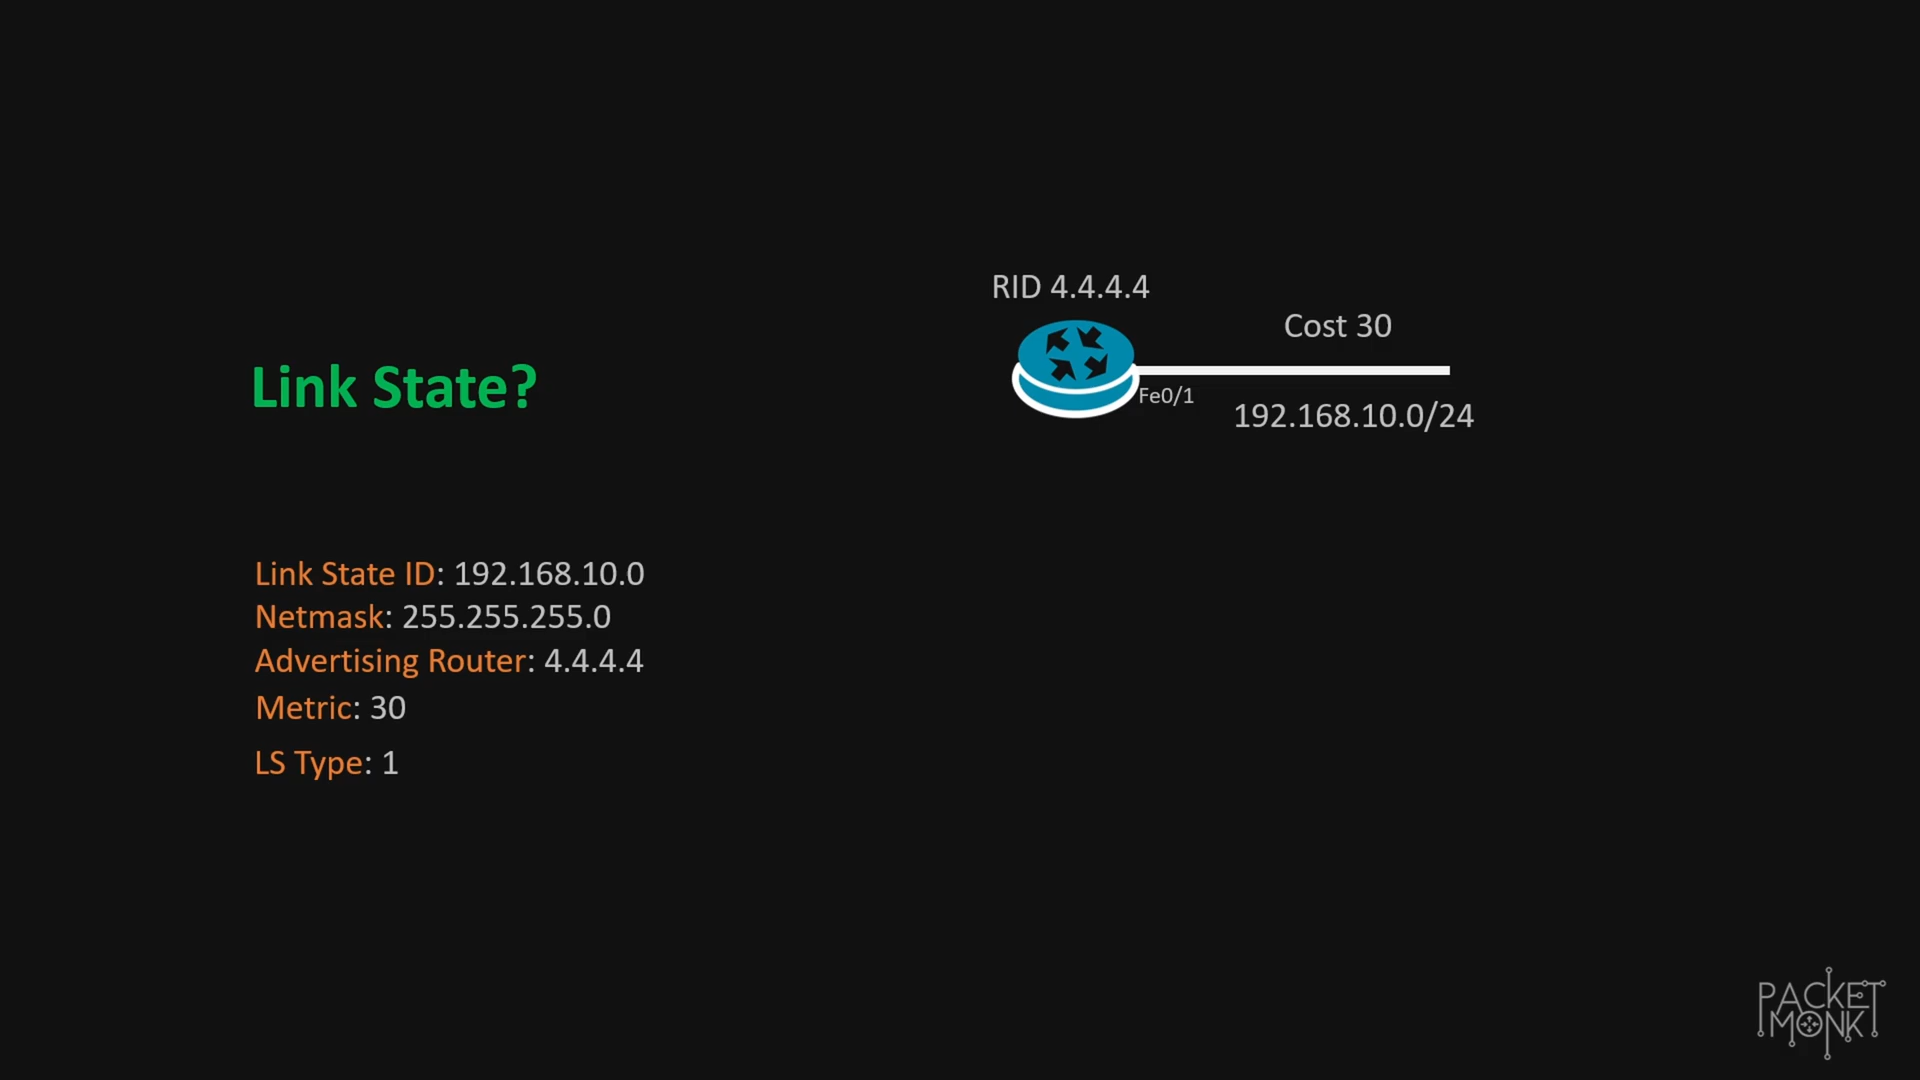 RID 4.4.4.4
Cost 30
Link State?
Fe0/1
192.168.10.0/24
Link State ID: 192.168.10.0
Netmask: 255.255.255.0
Advertising Router: 4.4.4.4
Metric: 30
LS Type: 1
PACKET
MONK